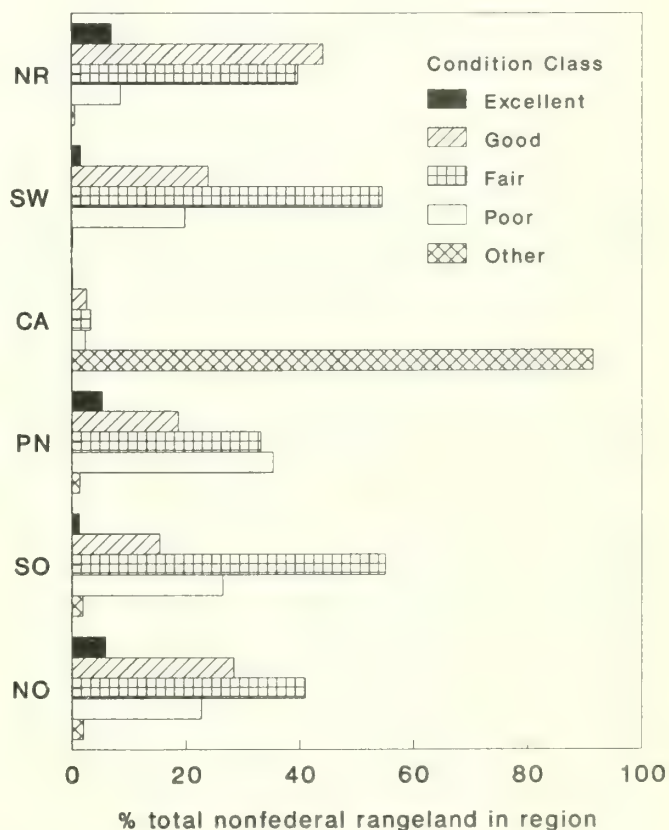 NR
SW
CA
PN
SO
NO
Condition Class
Excellent
Good
Fair
Poor
Other
0 20 40 60 80 100
% total nonfederal rangeland in region